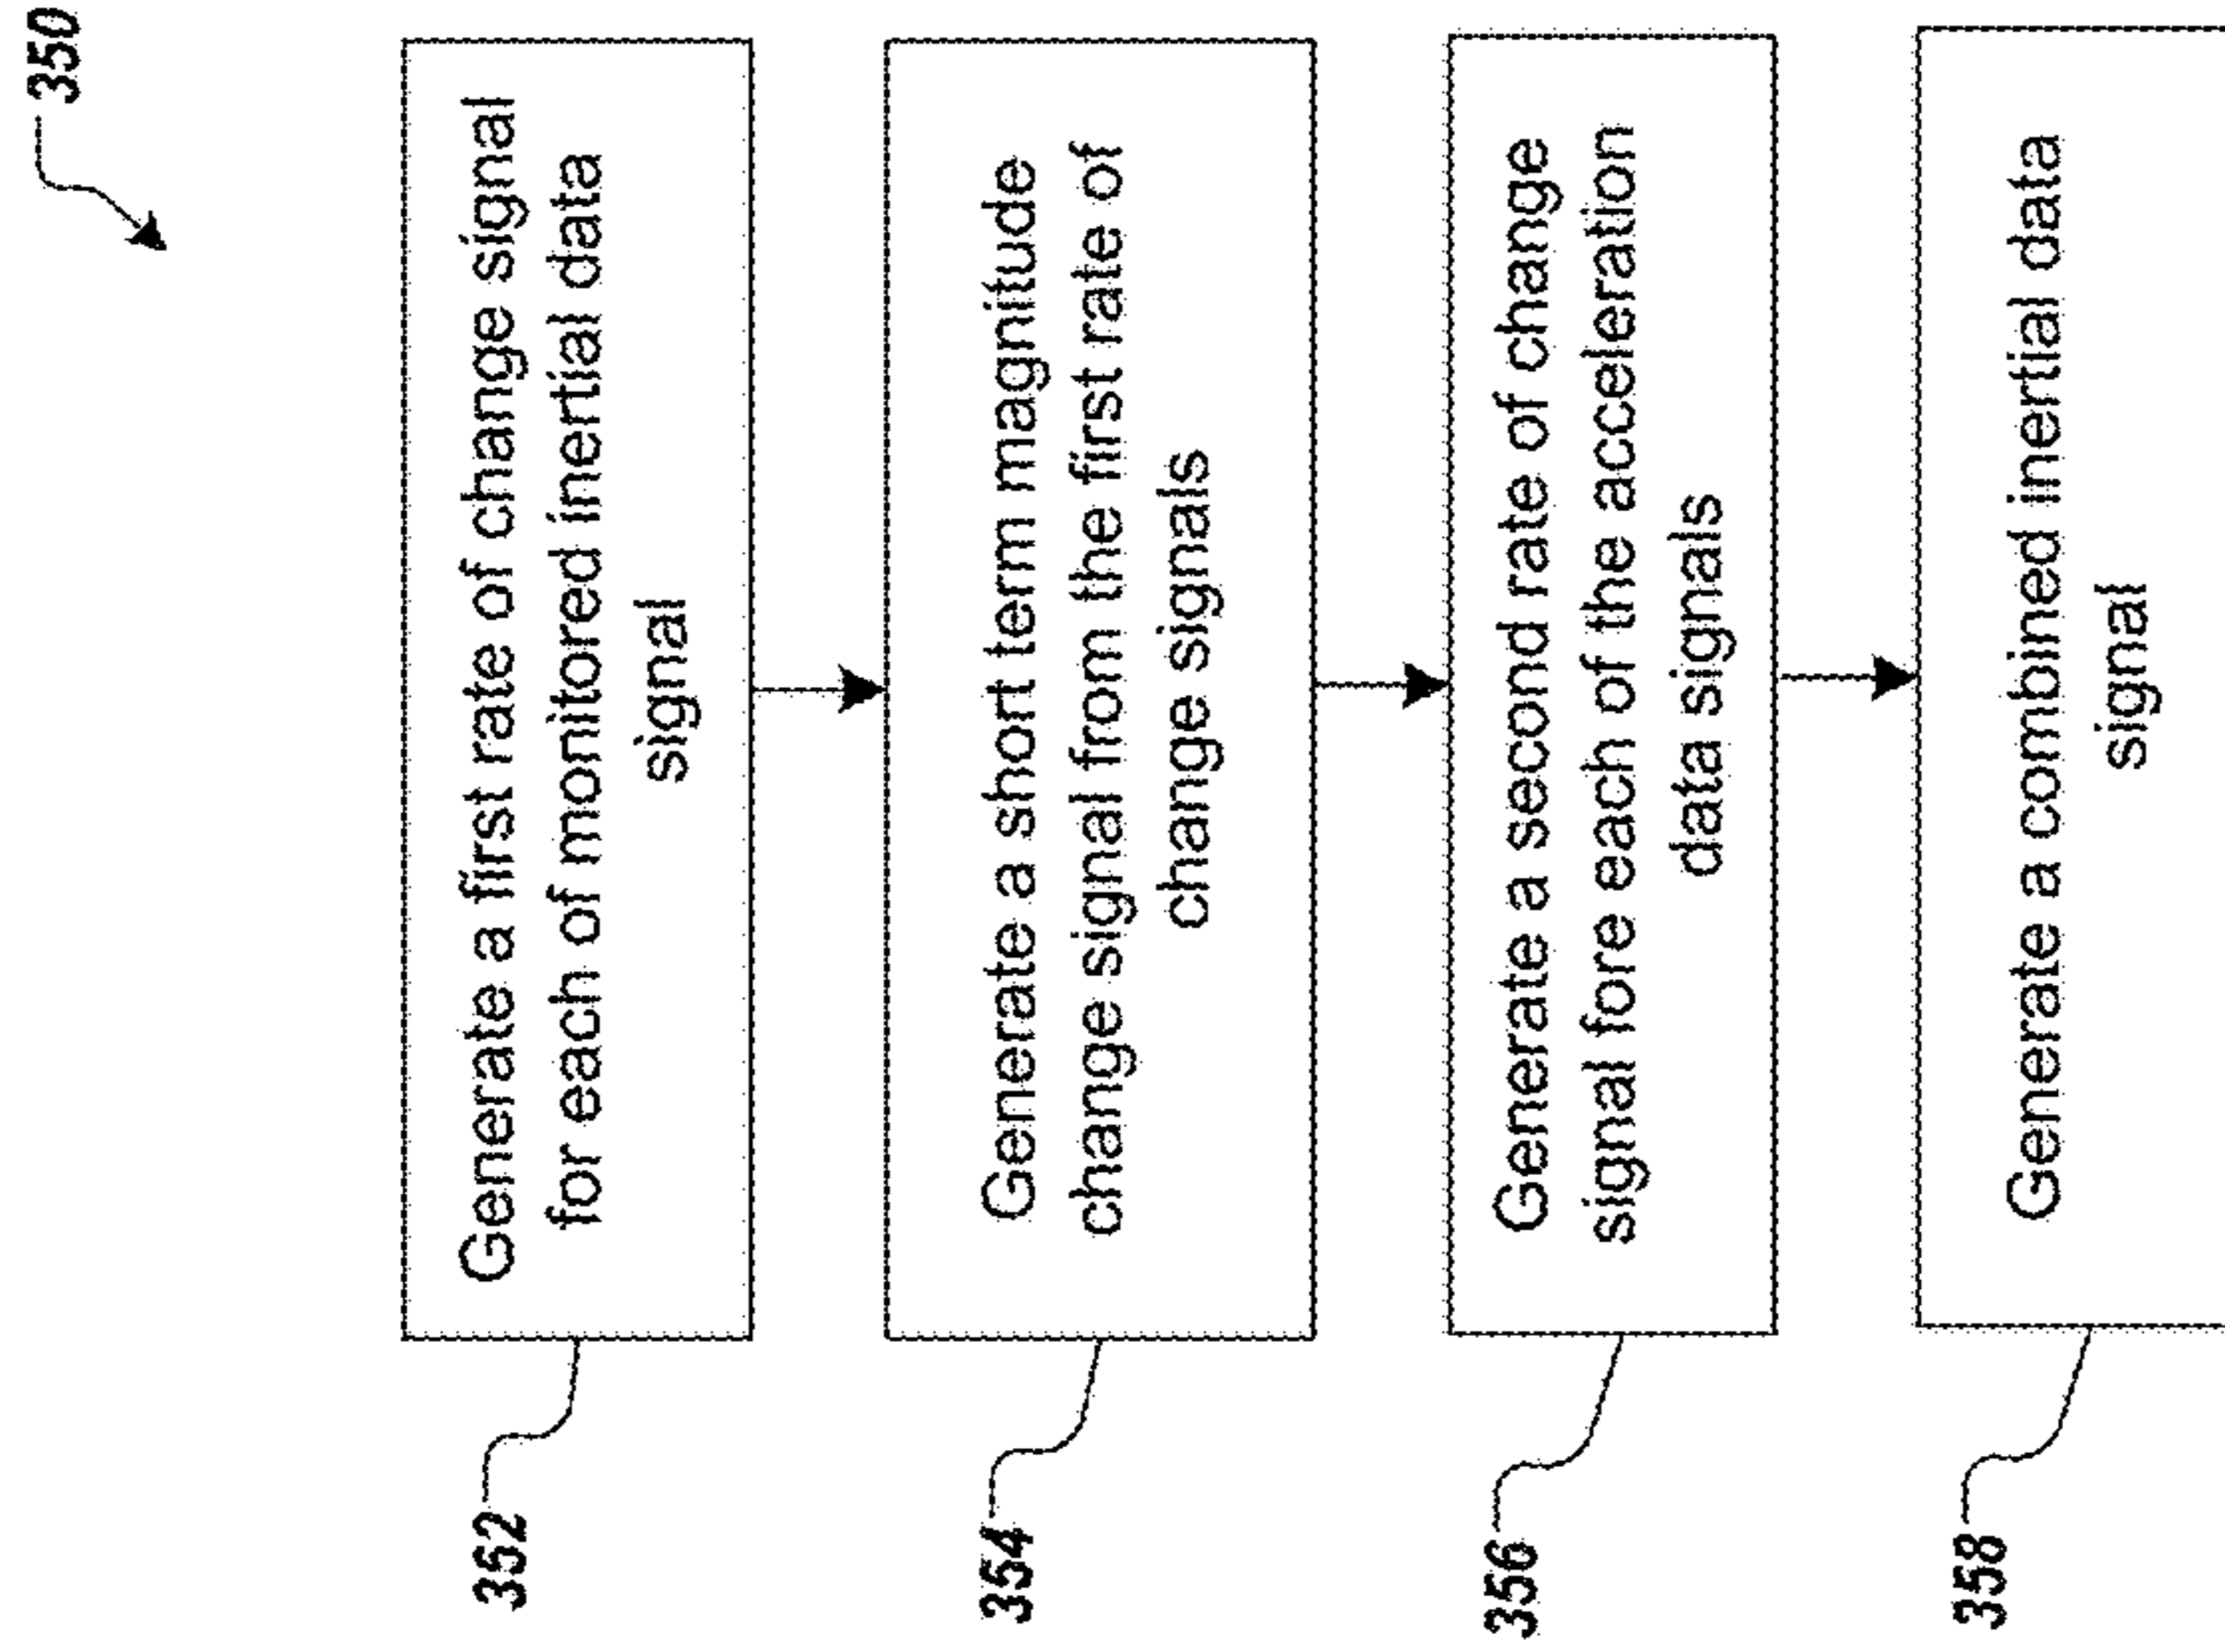 350
352
Generate a first rate of change signal
for each of monitored inertial data
signal
354
Generate a short term magnitude
change signal from the first rate of
change signals
356
Generate a second rate of change
signal fore each of the acceleration
data signals
358
Generate a combined inertial data
signal